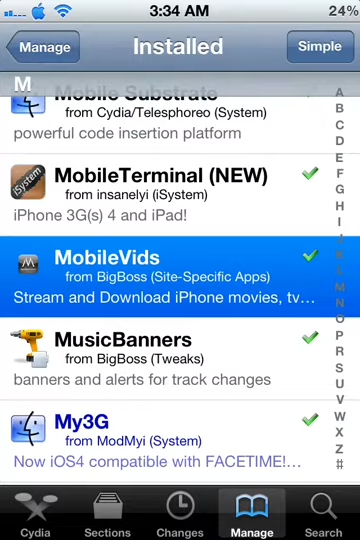 3:34 AM
24%
Manage
Installed
Simple
M
Mobile Substrate
from Cydia/Telesphoreo (System)
powerful code insertion platform
iSystem
MobileTerminal (NEW)
from insanelyi (iSystem)
iPhone 3G(s) 4 and iPad!
MobileVids
from BigBoss (Site-Specific Apps)
Stream and Download iPhone movies, tv…
MusicBanners
from BigBoss (Tweaks)
banners and alerts for track changes
My3G
from ModMyi (System)
Now iOS4 compatible with FACETIME!…
A
B
C
D
E
F
G
H
I
J
K
L
M
N
O
P
R
S
U
V
W
X
Z
#
Cydia
Sections
Changes
Manage
Search